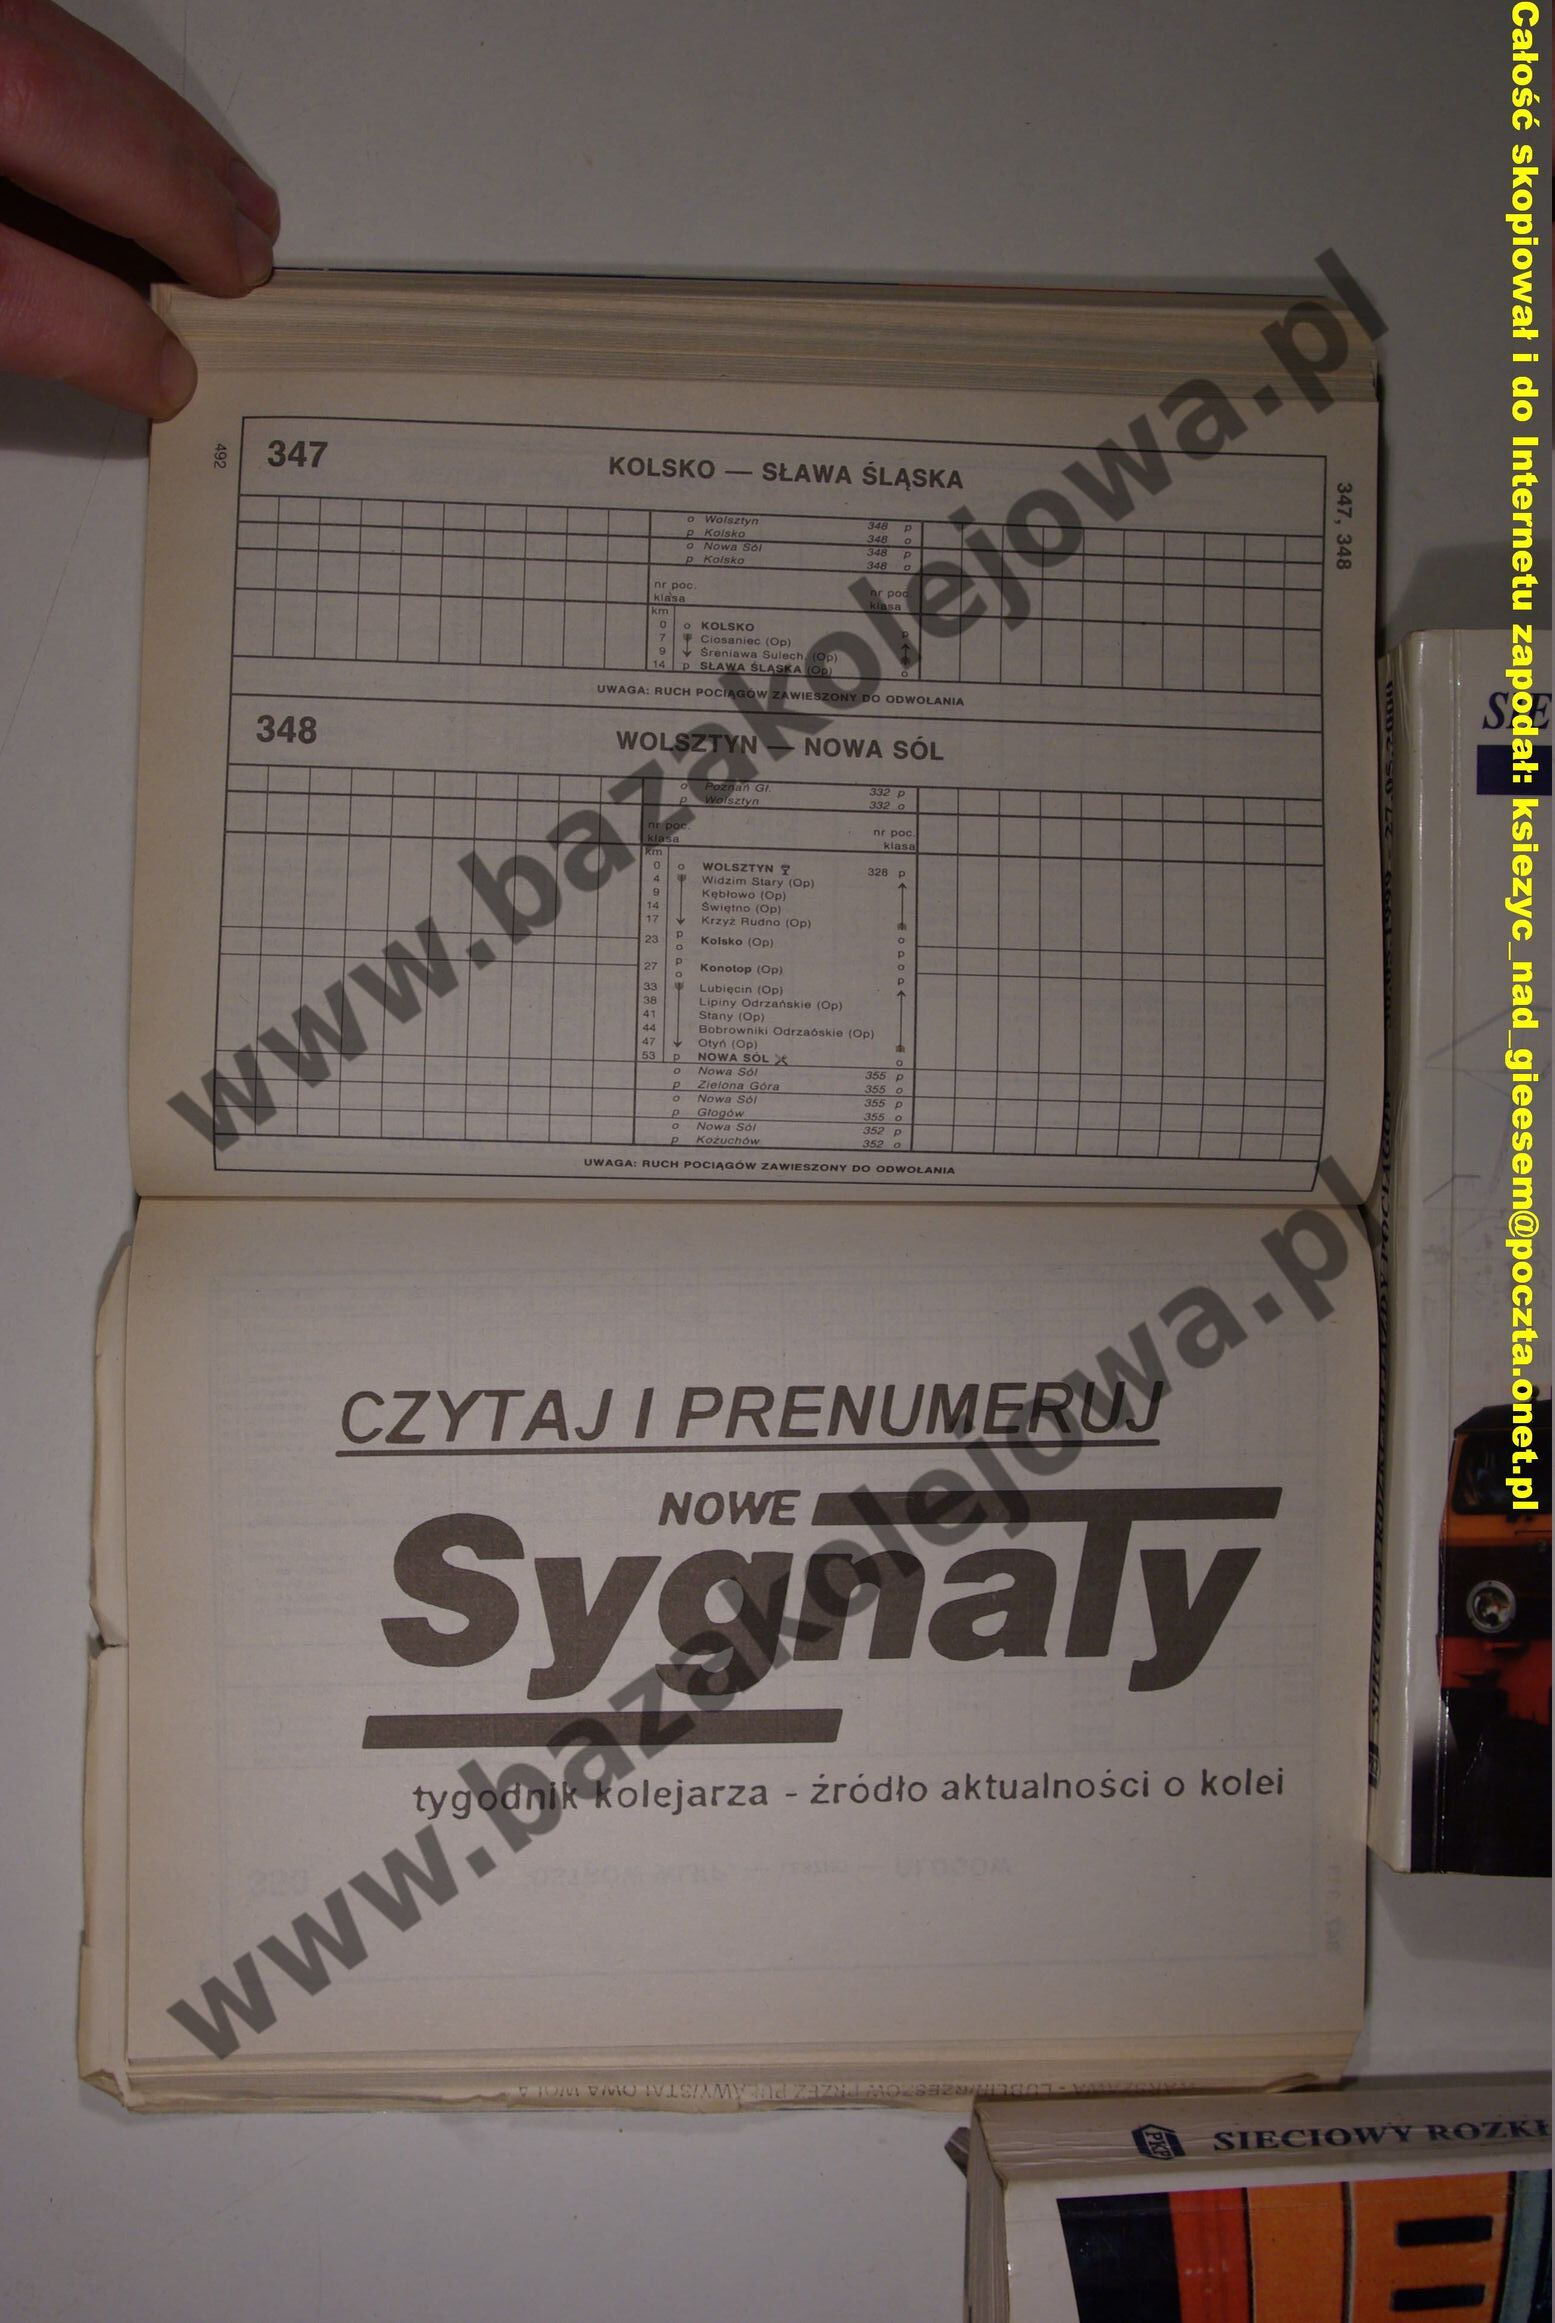 492
347
KOLSKO — SŁAWA ŚLĄSKA
347, 348
o Wolsztyn 348 p
p Kolsko 348 o
o Nowa Sól 348 p
p Kolsko 348 o
nr poc. nr poc.
klasa klasa
km
0 o KOLSKO p
7 Ciosaniec (Op)
9 Śreniawa Sulech. (Op)
14 p SŁAWA ŚLĄSKA (Op) o
UWAGA: RUCH POCIĄGÓW ZAWIESZONY DO ODWOŁANIA
348
WOLSZTYN — NOWA SÓL
o Poznań Gł. 332 p
p Wolsztyn 332 o
nr poc. nr poc.
klasa klasa
km
0 o WOLSZTYN 328 p
4 Widzim Stary (Op)
9 Kębłowo (Op)
14 Świętno (Op)
17 Krzyż Rudno (Op)
p o
23 Kolsko (Op)
o p
p o
27 Konotop (Op)
o p
33 Lubięcin (Op)
38 Lipiny Odrzańskie (Op)
41 Stany (Op)
44 Bobrowniki Odrzaóskie (Op)
47 Otyń (Op)
53 p NOWA SÓL o
o Nowa Sól 355 p
p Zielona Góra 355 o
o Nowa Sól 355 p
p Głogów 355 o
o Nowa Sól 352 p
p Kożuchów 352 o
UWAGA: RUCH POCIĄGÓW ZAWIESZONY DO ODWOŁANIA
CZYTAJ I PRENUMERUJ
NOWE
Sygnały
tygodnik kolejarza - źródło aktualności o kolei
www.bazakolejowa.pl
www.bazakolejowa.pl
Całość skopiował i do Internetu zapodał: ksiezyc_nad_gieesem@poczta.onet.pl
SIE
PKP SIECIOWY ROZKŁ